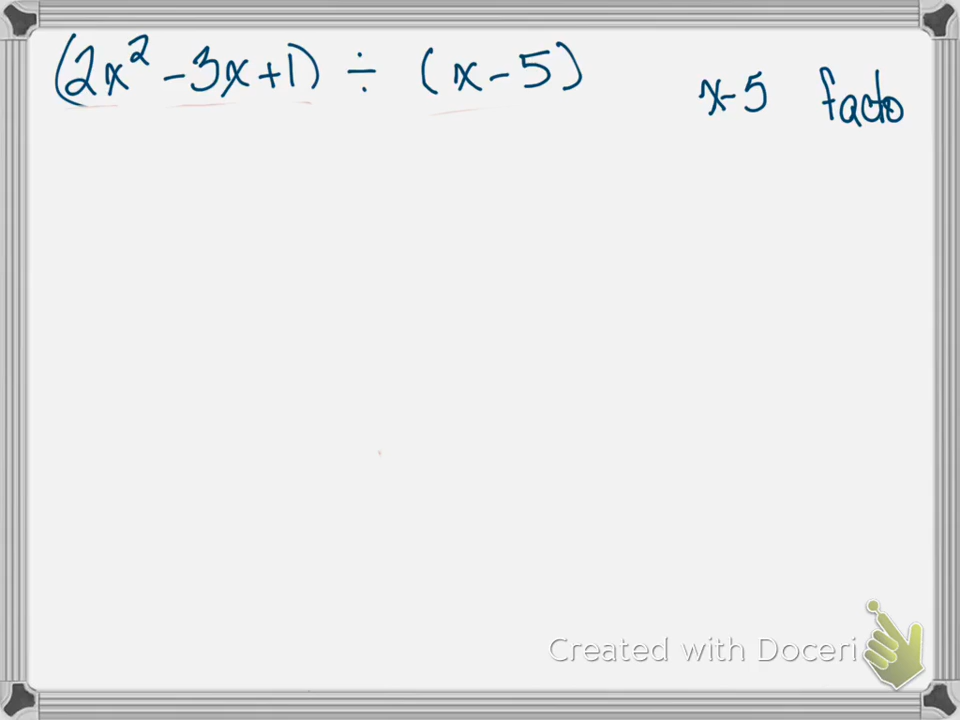 (2x² -3x+1) ÷ (x-5)
x-5 facto
Created with Doceri